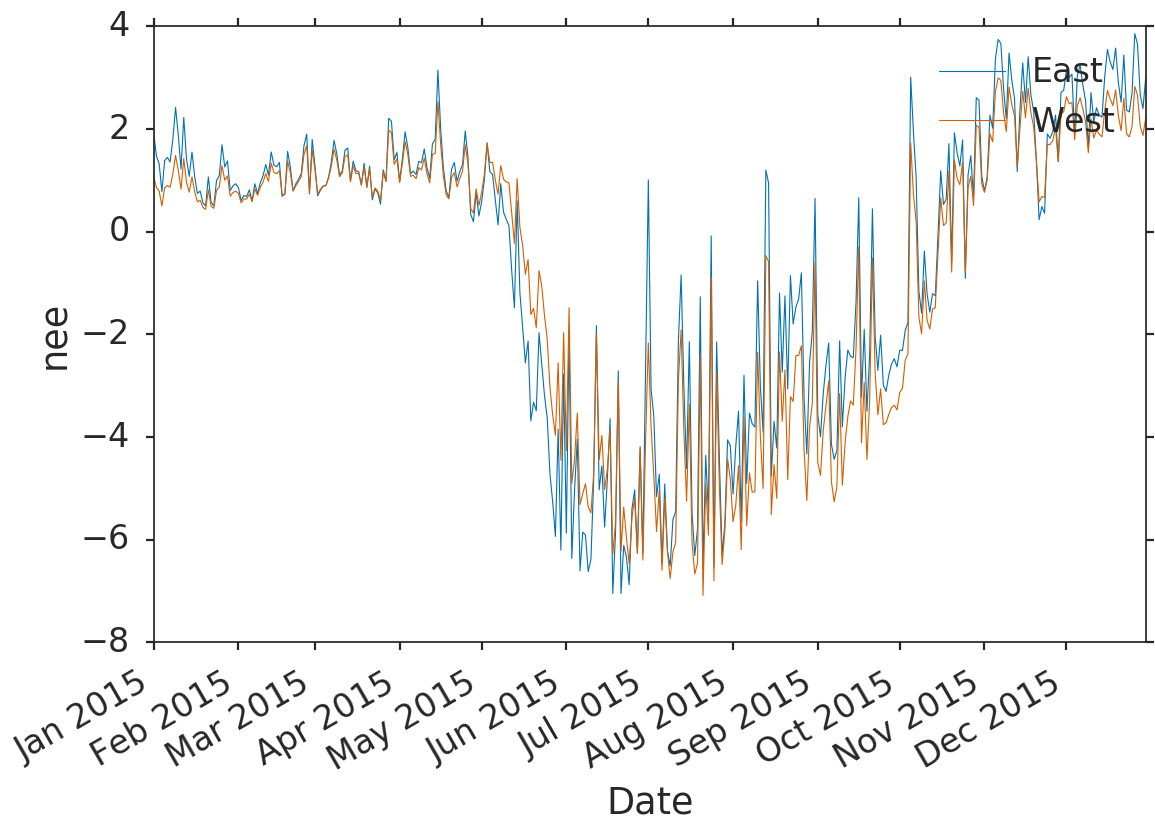 4
2
0
−2
−4
−6
−8
nee
East
West
Jan 2015
Feb 2015
Mar 2015
Apr 2015
May 2015
Jun 2015
Jul 2015
Aug 2015
Sep 2015
Oct 2015
Nov 2015
Dec 2015
Date